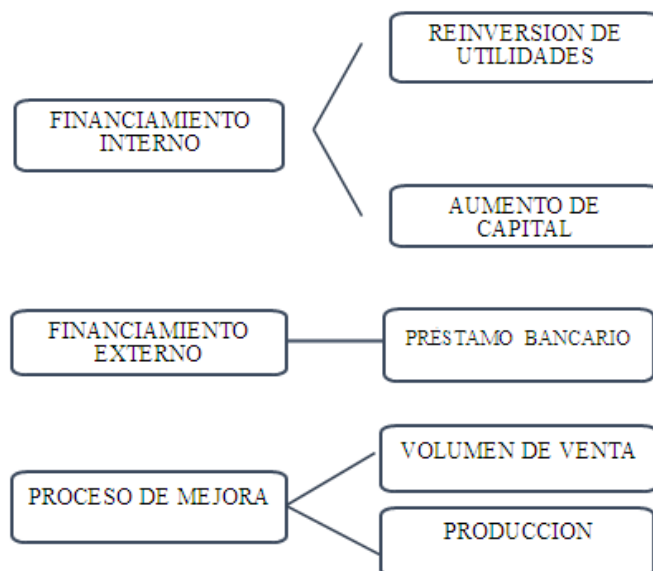 FINANCIAMIENTO
INTERNO
REINVERSION DE
UTILIDADES
AUMENTO DE
CAPITAL
FINANCIAMIENTO
EXTERNO
PRESTAMO BANCARIO
PROCESO DE MEJORA
VOLUMEN DE VENTA
PRODUCCION